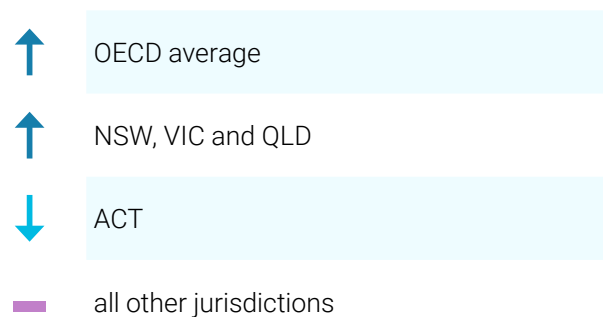 OECD average
NSW, VIC and QLD
ACT
all other jurisdictions